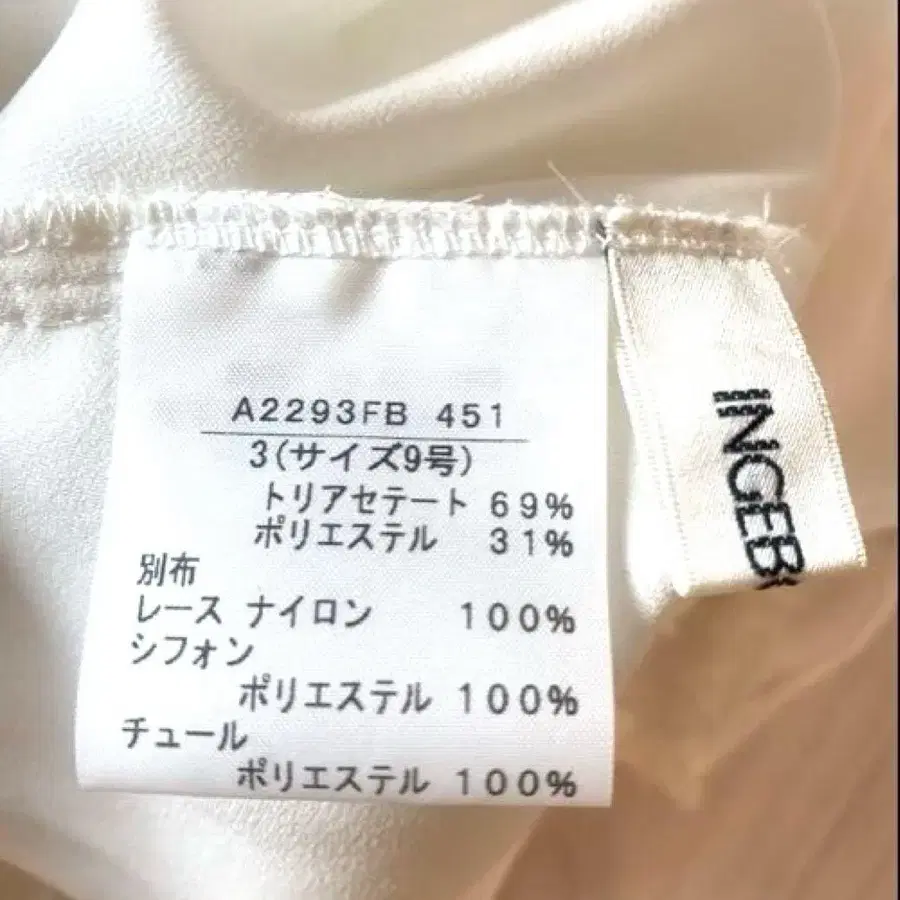 A2293FB 451
3(サイズ9号)
トリアセテート 69%
ポリエステル 31%
別布
レース ナイロン 100%
シフォン
ポリエステル 100%
チュール
ポリエステル 100%
INGEB